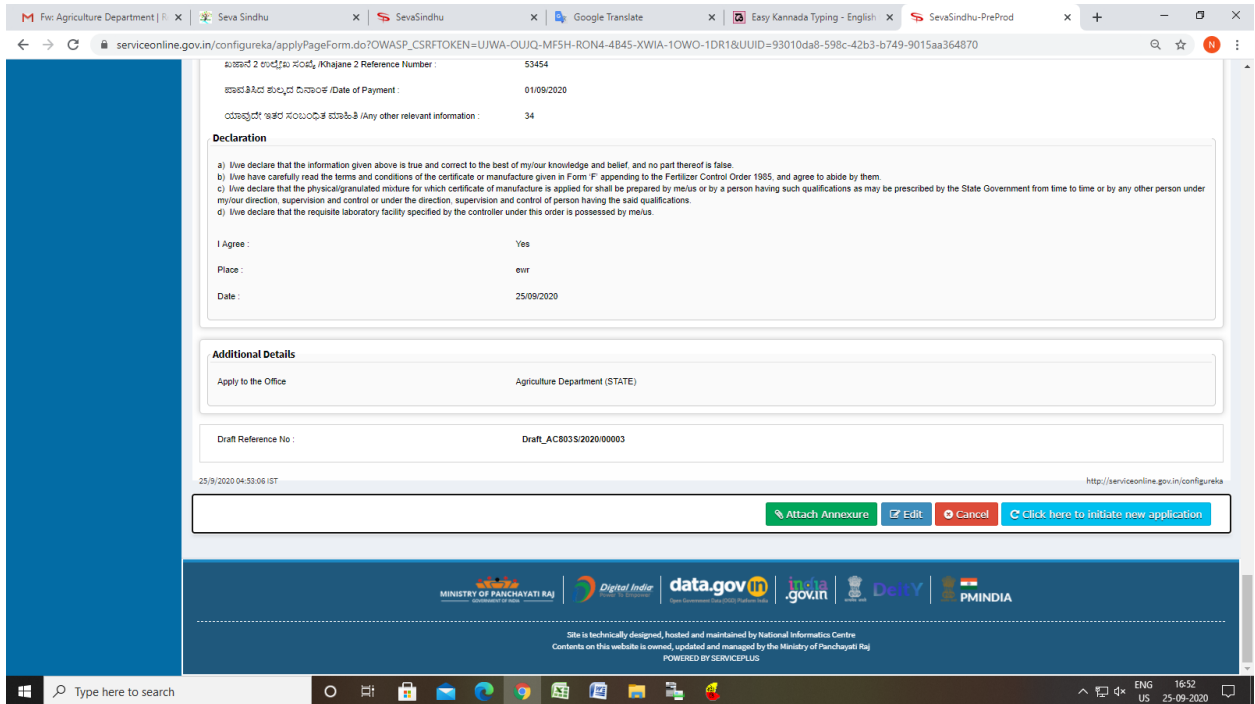 Fw: Agriculture Department | R
Seva Sindhu
SevaSindhu
Google Translate
Easy Kannada Typing - English
SevaSindhu-PreProd
serviceonline.gov.in/configureka/applyPageForm.do?OWASP_CSRFTOKEN=UJWA-OUJQ-MF5H-RON4-4B45-XWIA-1OWO-1DR1&UUID=93010da8-598c-42b3-b749-9015aa364870
N
ಖಜಾನೆ 2 ಉಲ್ಲೇಖ ಸಂಖ್ಯೆ /Khajane 2 Reference Number : 53454
ಪಾವತಿಸಿದ ಶುಲ್ಕದ ದಿನಾಂಕ /Date of Payment : 01/09/2020
ಯಾವುದೇ ಇತರ ಸಂಬಂಧಿತ ಮಾಹಿತಿ /Any other relevant information : 34
Declaration
a) I/we declare that the information given above is true and correct to the best of my/our knowledge and belief, and no part thereof is false.
b) I/we have carefully read the terms and conditions of the certificate or manufacture given in Form 'F' appending to the Fertilizer Control Order 1985, and agree to abide by them.
c) I/we declare that the physical/granulated mixture for which certificate of manufacture is applied for shall be prepared by me/us or by a person having such qualifications as may be prescribed by the State Government from time to time or by any other person under
my/our direction, supervision and control or under the direction, supervision and control of person having the said qualifications.
d) I/we declare that the requisite laboratory facility specified by the controller under this order is possessed by me/us.
I Agree : Yes
Place : ewr
Date : 25/09/2020
Additional Details
Apply to the Office Agriculture Department (STATE)
Draft Reference No : Draft_AC803S/2020/00003
25/9/2020 04:53:06 IST http://serviceonline.gov.in/configureka
Attach Annexure Edit Cancel Click here to initiate new application
MINISTRY OF PANCHAYATI RAJ
GOVERNMENT OF INDIA
Digital India
Power To Empower
data.gov in
Open Government Data (OGD) Platform India
india
.gov.in
DeitY
PMINDIA
Site is technically designed, hosted and maintained by National Informatics Centre
Contents on this website is owned, updated and managed by the Ministry of Panchayati Raj
POWERED BY SERVICEPLUS
Type here to search
ENG
US
16:52
25-09-2020